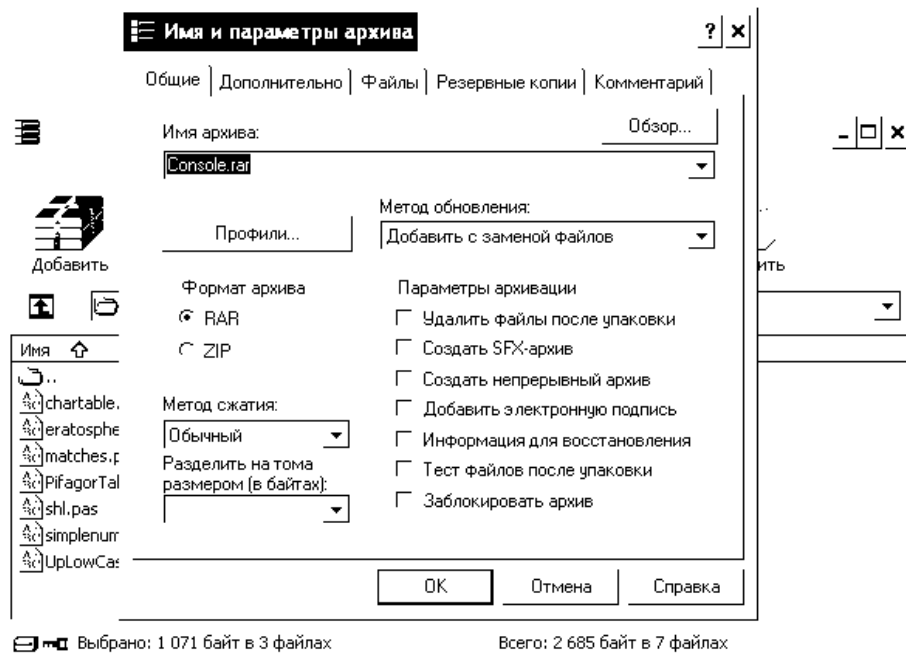 Имя и параметры архива
Общие Дополнительно Файлы Резервные копии Комментарий
Имя архива:
Обзор...
Console.rar
Метод обновления:
Профили...
Добавить с заменой файлов
Добавить
ить
Формат архива
Параметры архивации
RAR
Удалить файлы после упаковки
ZIP
Создать SFX-архив
Имя
Создать непрерывный архив
..
chartable.
Метод сжатия:
Добавить электронную подпись
eratosphe
Обычный
Информация для восстановления
matches.p
Разделить на тома
размером (в байтах):
Тест файлов после упаковки
PifagorTal
shl.pas
Заблокировать архив
simplenum
UpLowCas
OK Отмена Справка
Выбрано: 1 071 байт в 3 файлах
Всего: 2 685 байт в 7 файлах